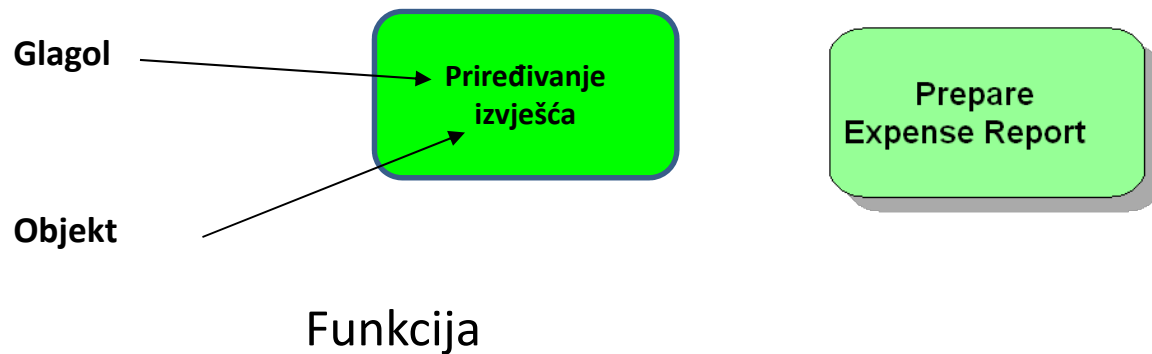 Glagol
Priređivanje
izvješća
Prepare
Expense Report
Objekt
Funkcija